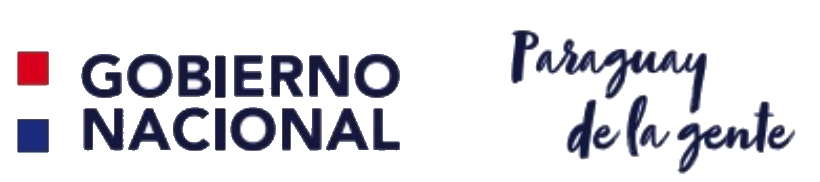 GOBIERNO
NACIONAL
Paraguay
de la gente